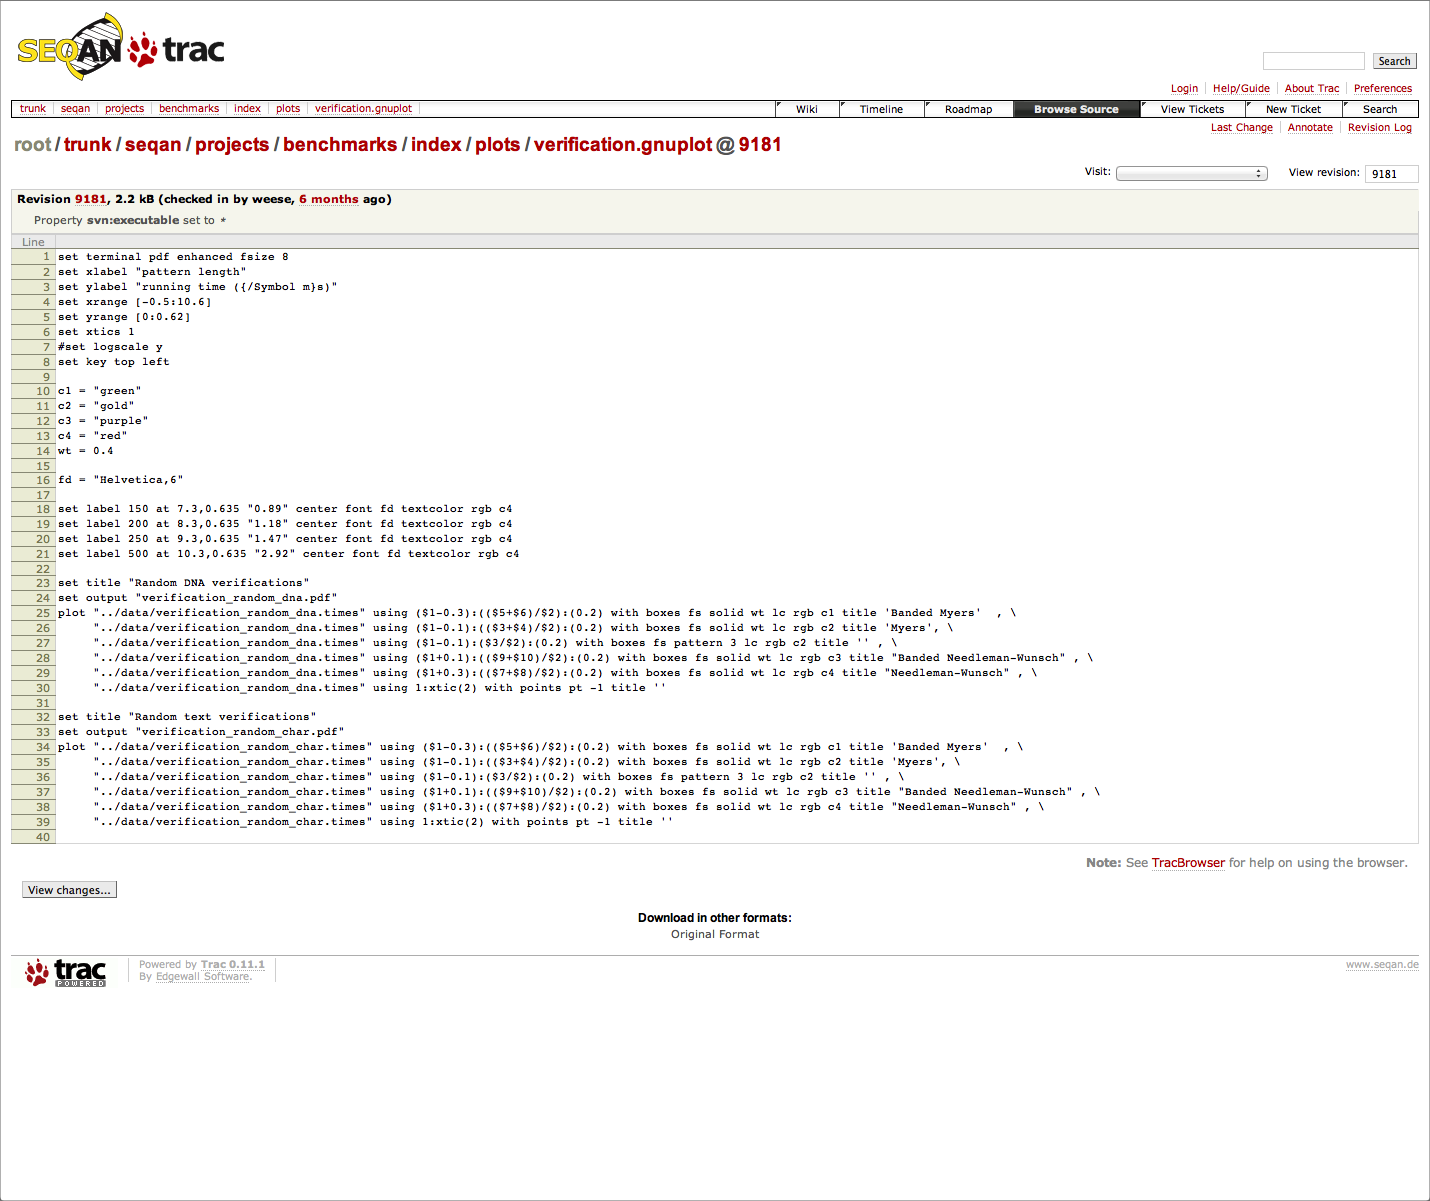 SEQAN trac
Search
Login Help/Guide About Trac Preferences
trunk seqan projects benchmarks index plots verification.gnuplot Wiki Timeline Roadmap Browse Source View Tickets New Ticket Search
Last Change Annotate Revision Log
root / trunk / seqan / projects / benchmarks / index / plots / verification.gnuplot @ 9181
Visit: View revision: 9181
Revision 9181, 2.2 kB (checked in by weese, 6 months ago)
Property svn:executable set to *
Line
1 set terminal pdf enhanced fsize 8
2 set xlabel "pattern length"
3 set ylabel "running time ({/Symbol m}s)"
4 set xrange [-0.5:10.6]
5 set yrange [0:0.62]
6 set xtics 1
7 #set logscale y
8 set key top left
9
10 c1 = "green"
11 c2 = "gold"
12 c3 = "purple"
13 c4 = "red"
14 wt = 0.4
15
16 fd = "Helvetica,6"
17
18 set label 150 at 7.3,0.635 "0.89" center font fd textcolor rgb c4
19 set label 200 at 8.3,0.635 "1.18" center font fd textcolor rgb c4
20 set label 250 at 9.3,0.635 "1.47" center font fd textcolor rgb c4
21 set label 500 at 10.3,0.635 "2.92" center font fd textcolor rgb c4
22
23 set title "Random DNA verifications"
24 set output "verification_random_dna.pdf"
25 plot "../data/verification_random_dna.times" using ($1-0.3):(($5+$6)/$2):(0.2) with boxes fs solid wt lc rgb c1 title 'Banded Myers' , \
26 "../data/verification_random_dna.times" using ($1-0.1):(($3+$4)/$2):(0.2) with boxes fs solid wt lc rgb c2 title 'Myers', \
27 "../data/verification_random_dna.times" using ($1-0.1):($3/$2):(0.2) with boxes fs pattern 3 lc rgb c2 title '' , \
28 "../data/verification_random_dna.times" using ($1+0.1):(($9+$10)/$2):(0.2) with boxes fs solid wt lc rgb c3 title "Banded Needleman-Wunsch" , \
29 "../data/verification_random_dna.times" using ($1+0.3):(($7+$8)/$2):(0.2) with boxes fs solid wt lc rgb c4 title "Needleman-Wunsch" , \
30 "../data/verification_random_dna.times" using 1:xtic(2) with points pt -1 title ''
31
32 set title "Random text verifications"
33 set output "verification_random_char.pdf"
34 plot "../data/verification_random_char.times" using ($1-0.3):(($5+$6)/$2):(0.2) with boxes fs solid wt lc rgb c1 title 'Banded Myers' , \
35 "../data/verification_random_char.times" using ($1-0.1):(($3+$4)/$2):(0.2) with boxes fs solid wt lc rgb c2 title 'Myers', \
36 "../data/verification_random_char.times" using ($1-0.1):($3/$2):(0.2) with boxes fs pattern 3 lc rgb c2 title '' , \
37 "../data/verification_random_char.times" using ($1+0.1):(($9+$10)/$2):(0.2) with boxes fs solid wt lc rgb c3 title "Banded Needleman-Wunsch" , \
38 "../data/verification_random_char.times" using ($1+0.3):(($7+$8)/$2):(0.2) with boxes fs solid wt lc rgb c4 title "Needleman-Wunsch" , \
39 "../data/verification_random_char.times" using 1:xtic(2) with points pt -1 title ''
40
Note: See TracBrowser for help on using the browser.
View changes...
Download in other formats:
Original Format
trac POWERED
Powered by Trac 0.11.1
By Edgewall Software.
www.seqan.de